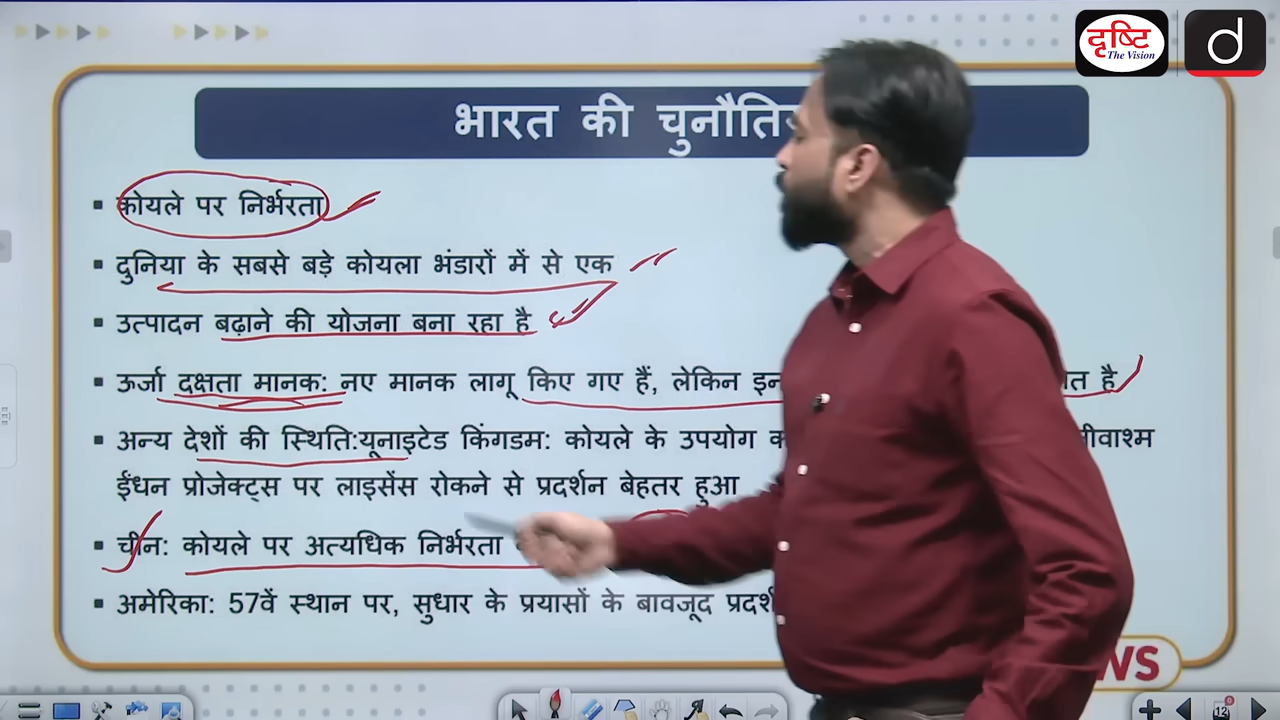 दृष्टि
The Vision
d
भारत की
कोयले पर निर्भरता
दुनिया के सबसे बड़े कोयला भंडारों में से एक
उत्पादन बढ़ाने की योजना बना रहा है
ऊर्जा दक्षता मानक: नए मानक लागू किए गए हैं, लेकिन है
अन्य देशों की स्थिति:यूनाइटेड किंगडम: कोयले के उपयोग
ईंधन प्रोजेक्ट्स पर लाइसेंस रोकने से प्रदर्शन बेहतर हुआ
चीन: कोयले पर अत्यधिक निर्भरता
अमेरिका: 57वें स्थान पर, सुधार के प्रयासों के बावजूद
12